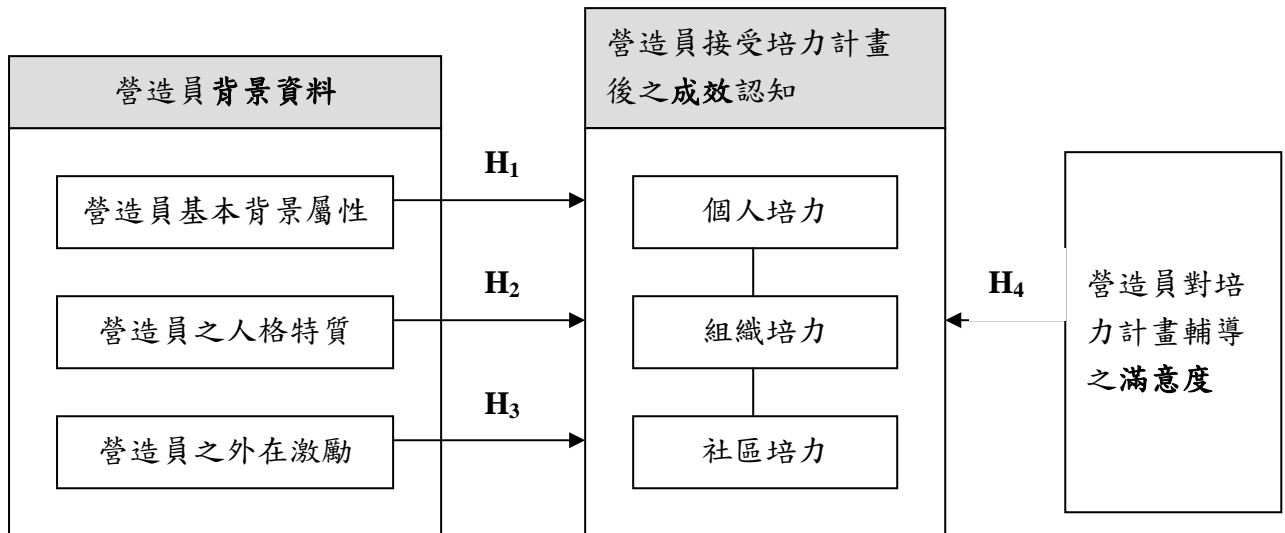 營造員背景資料
營造員基本背景屬性
營造員之人格特質
營造員之外在激勵
H1
H2
H3
營造員接受培力計畫
後之成效認知
個人培力
組織培力
社區培力
H4
營造員對培
力計畫輔導
之滿意度